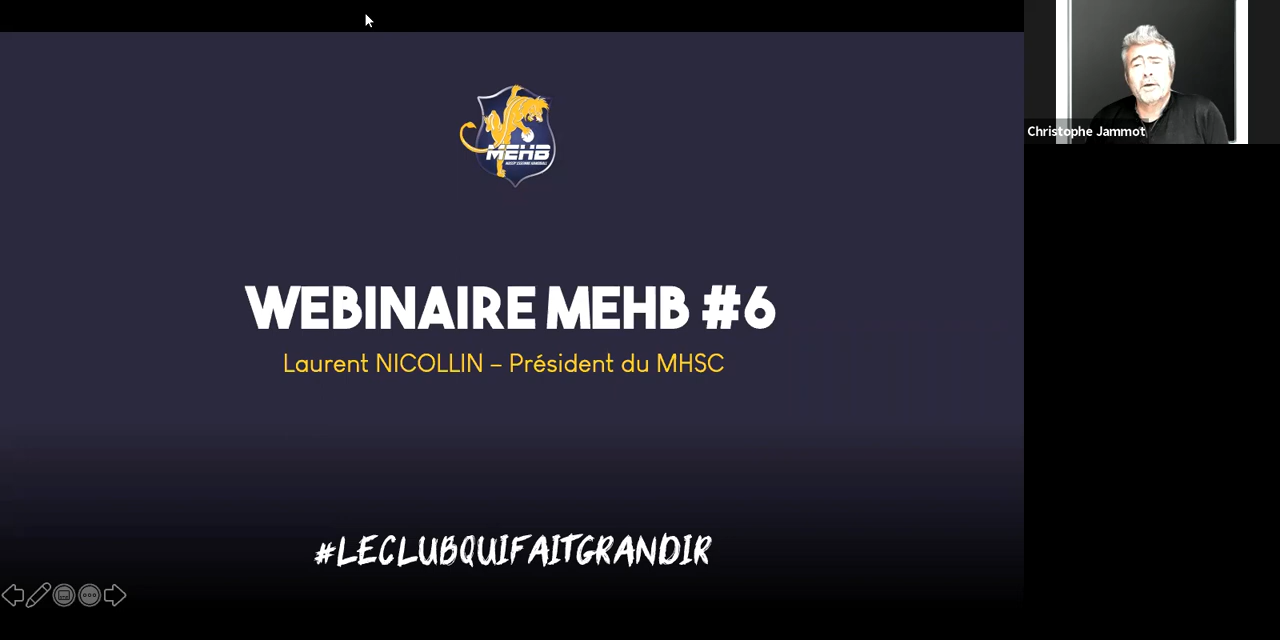 MEHB
WEBINAIRE MEHB #6
Laurent NICOLLIN – Président du MHSC
#LECLUBQUIFAITGRANDIR
Christophe Jammot